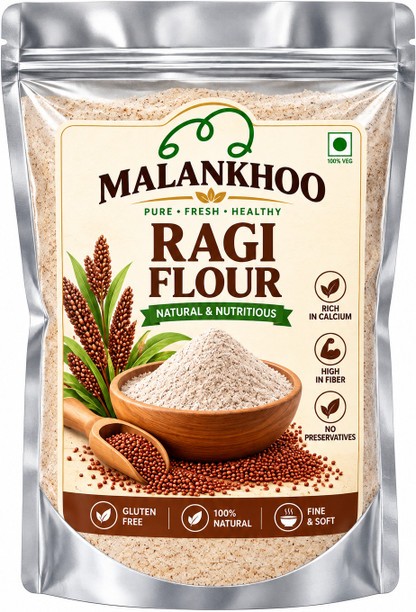 MALANKHOO
PURE • FRESH • HEALTHY
100% VEG
RAGI
FLOUR
NATURAL & NUTRITIOUS
RICH
IN CALCIUM
HIGH
IN FIBER
NO
PRESERVATIVES
GLUTEN
FREE
100%
NATURAL
FINE
& SOFT